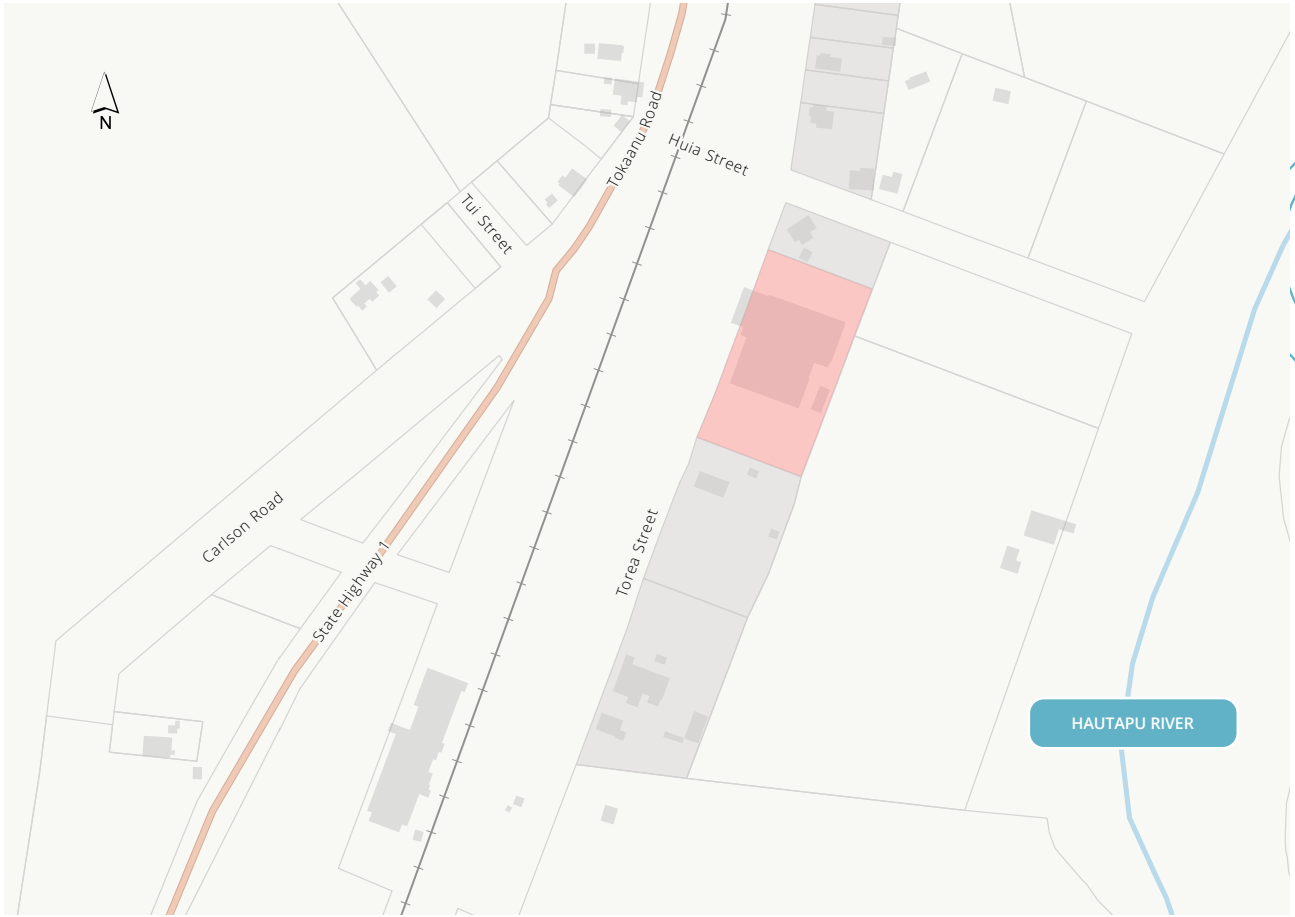 N
Tokaanu Road
Huia Street
Tui Street
Carlson Road
State Highway 1
Torea Street
HAUTAPU RIVER